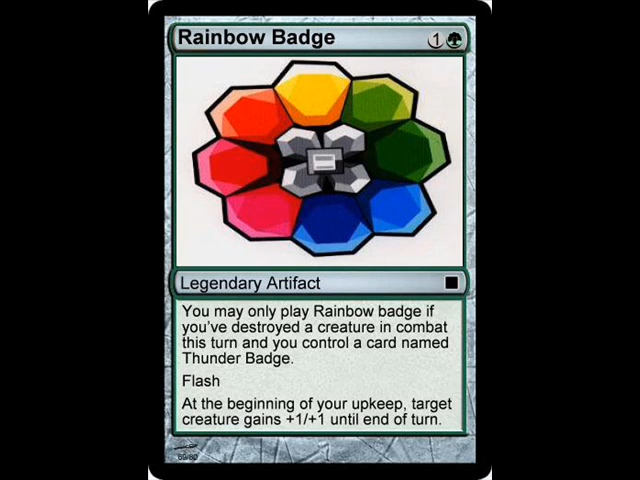 Rainbow Badge 1
Legendary Artifact
You may only play Rainbow badge if
you've destroyed a creature in combat
this turn and you control a card named
Thunder Badge.
Flash
At the beginning of your upkeep, target
creature gains +1/+1 until end of turn.
69/80